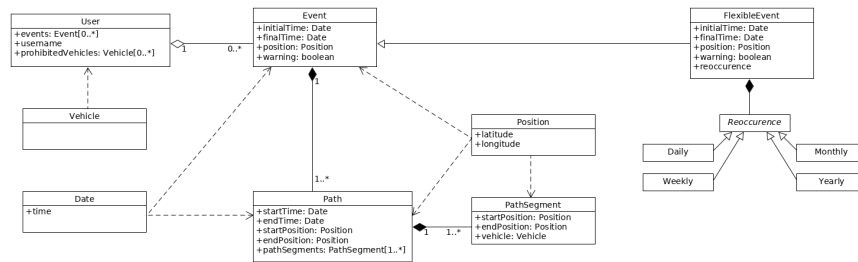 User
+events: Event[0..*]
+username
+prohibitedVehicles: Vehicle[0..*]
1
0..*
Event
+initialTime: Date
+finalTime: Date
+position: Position
+warning: boolean
1
FlexibleEvent
+initialTime: Date
+finalTime: Date
+position: Position
+warning: boolean
+reoccurence
Vehicle
Position
+latitude
+longitude
Reoccurence
Daily
Monthly
Weekly
Yearly
1..*
Date
+time
Path
+startTime: Date
+endTime: Date
+startPosition: Position
+endPosition: Position
+pathSegments: PathSegment[1..*]
1
1..*
PathSegment
+startPosition: Position
+endPosition: Position
+vehicle: Vehicle